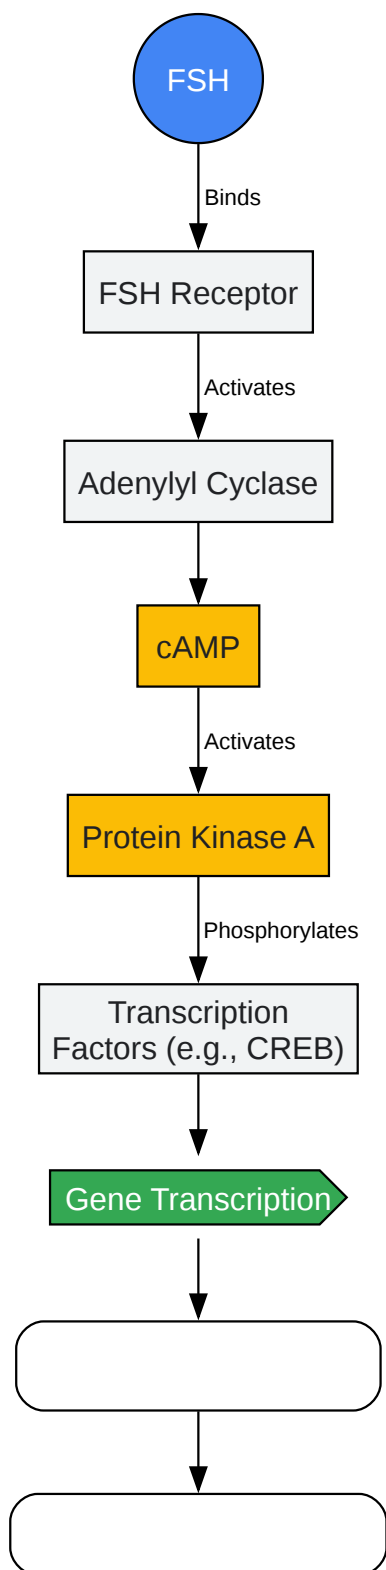 FSH
Binds
FSH Receptor
Activates
Adenylyl Cyclase
cAMP
Activates
Protein Kinase A
Phosphorylates
Transcription
Factors (e.g., CREB)
Gene Transcription